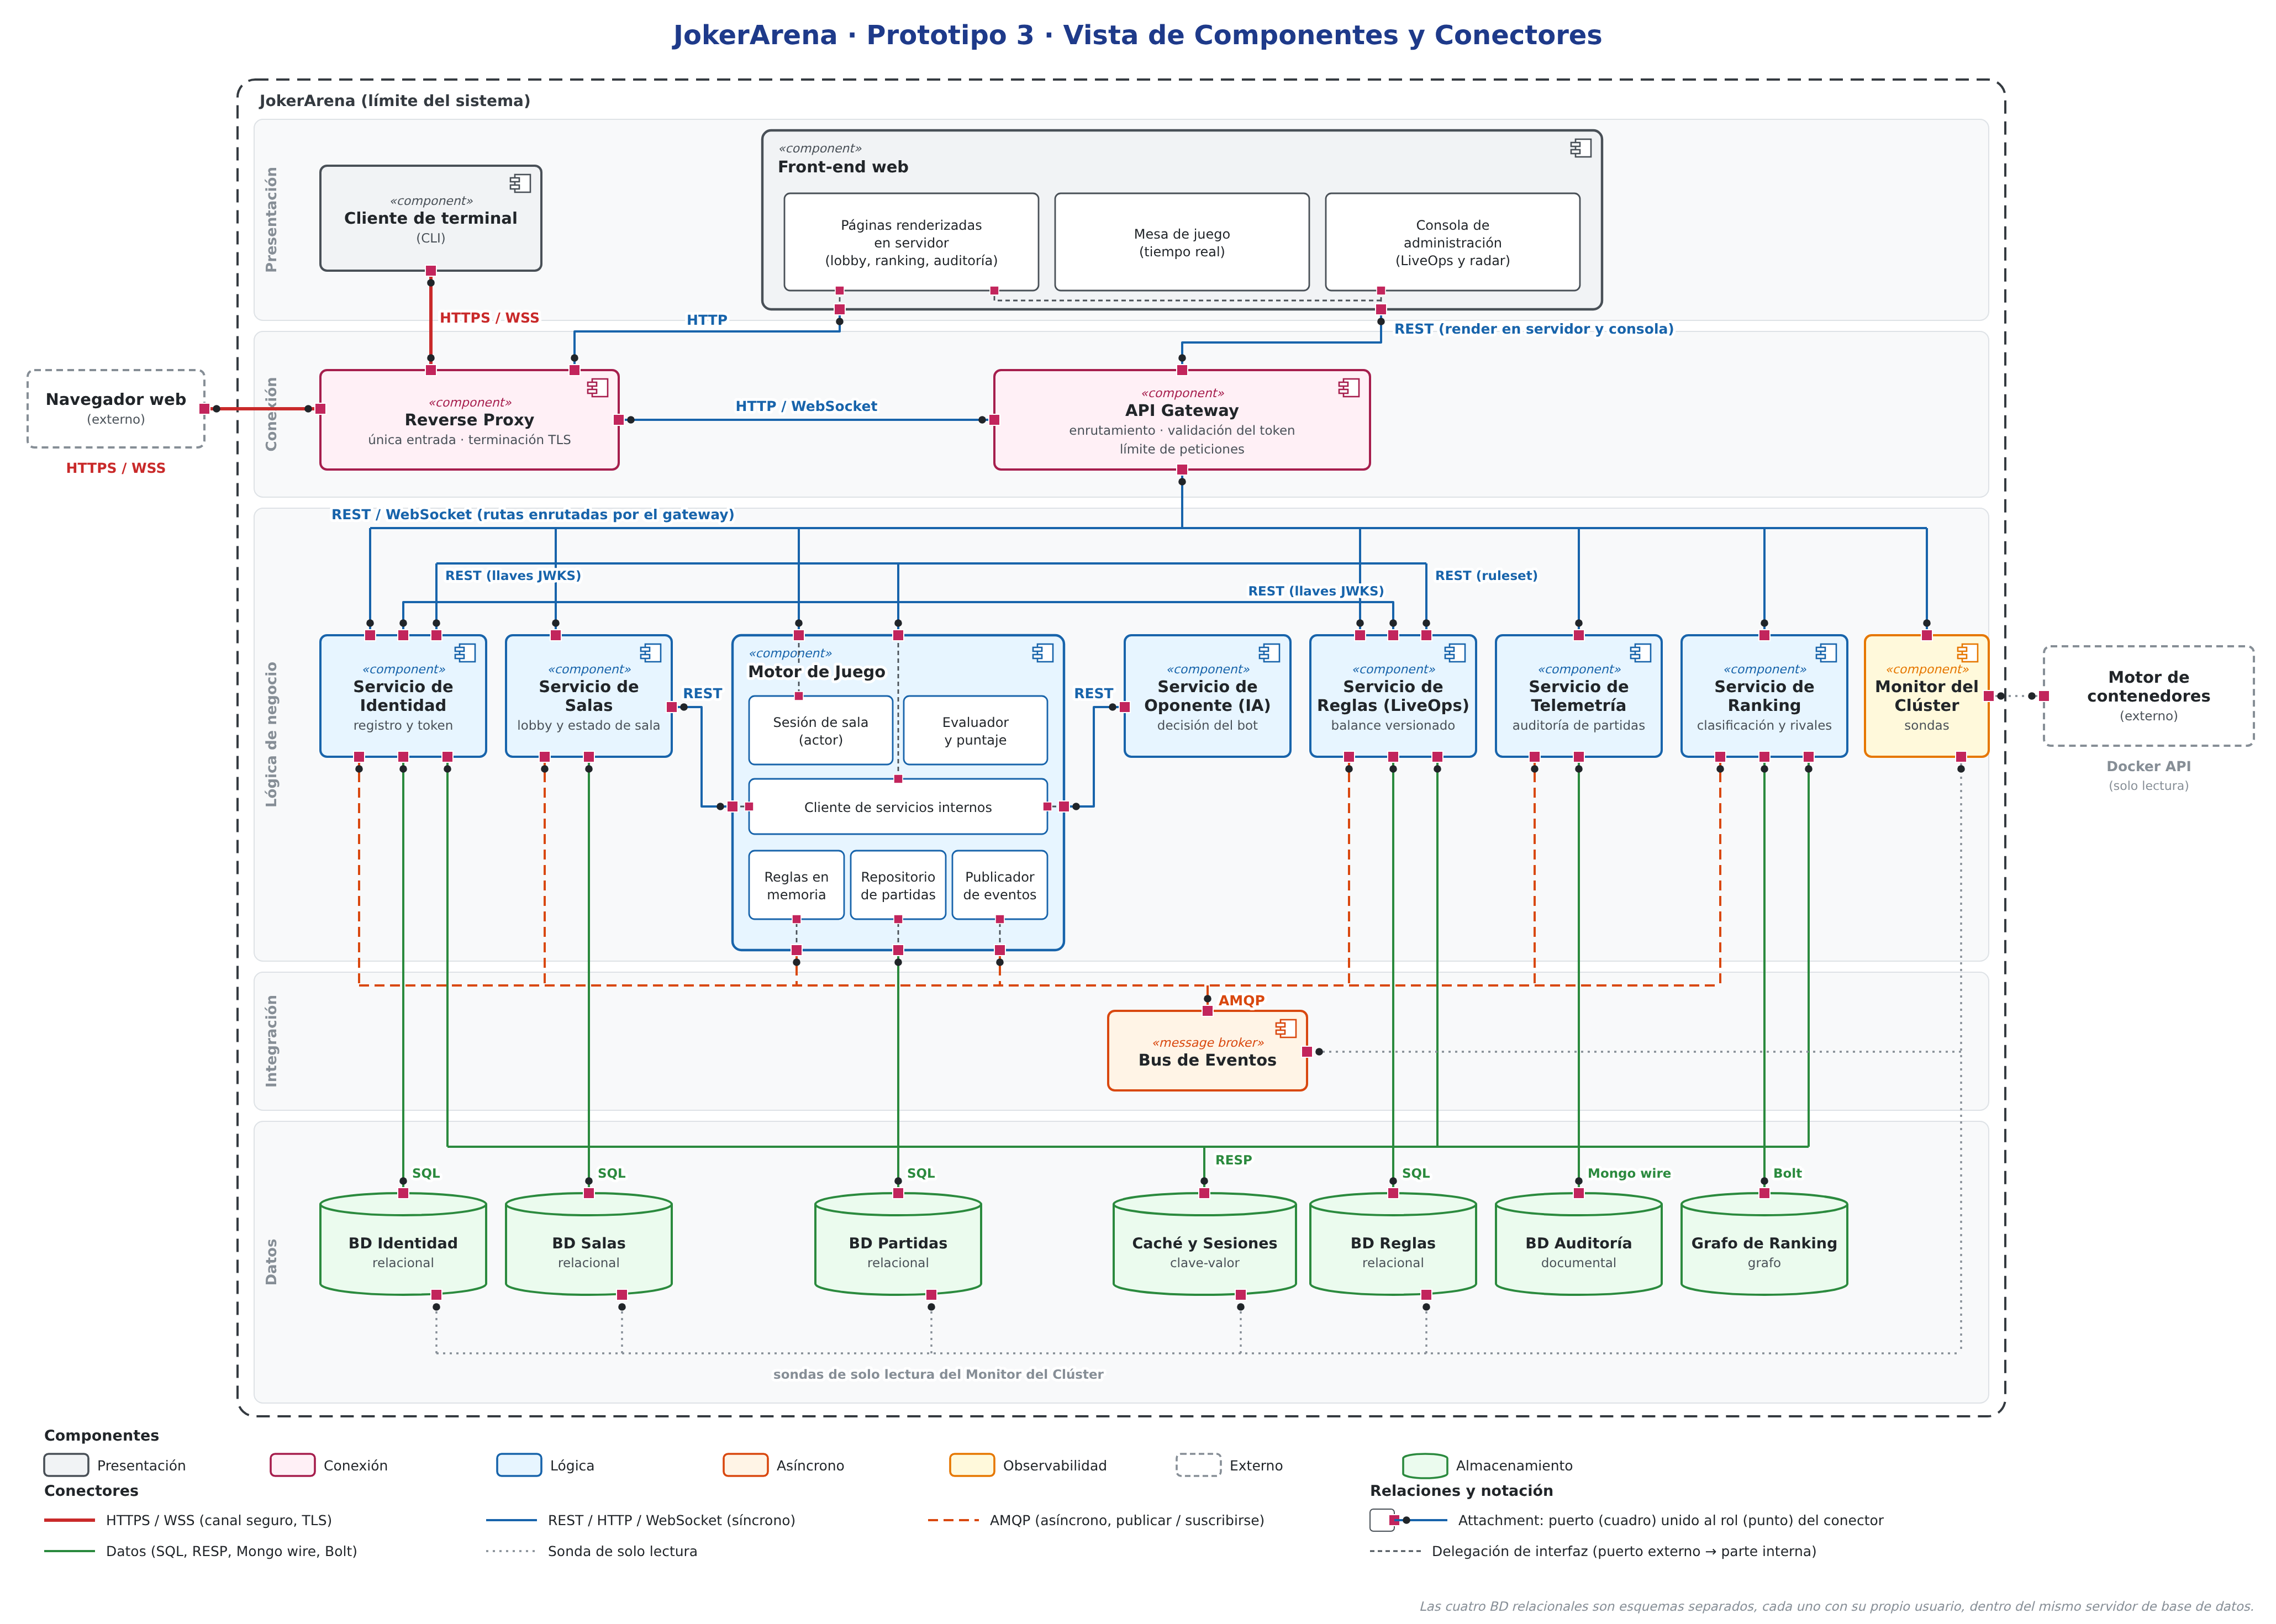 JokerArena · Prototipo 3 · Vista de Componentes y Conectores
JokerArena (límite del sistema)
Presentación
«component»
Cliente de terminal
(CLI)
«component»
Front-end web
Páginas renderizadas
en servidor
(lobby, ranking, auditoría)
Mesa de juego
(tiempo real)
Consola de
administración
(LiveOps y radar)
HTTPS / WSS
HTTP
REST (render en servidor y consola)
Conexión
Navegador web
(externo)
HTTPS / WSS
«component»
Reverse Proxy
única entrada · terminación TLS
HTTP / WebSocket
«component»
API Gateway
enrutamiento · validación del token
límite de peticiones
Lógica de negocio
REST / WebSocket (rutas enrutadas por el gateway)
REST (llaves JWKS)
REST (ruleset)
REST (llaves JWKS)
«component»
Servicio de
Identidad
registro y token
«component»
Servicio de
Salas
lobby y estado de sala
REST
«component»
Motor de Juego
Sesión de sala
(actor)
Evaluador
y puntaje
Cliente de servicios internos
Reglas en
memoria
Repositorio
de partidas
Publicador
de eventos
REST
«component»
Servicio de
Oponente (IA)
decisión del bot
«component»
Servicio de
Reglas (LiveOps)
balance versionado
«component»
Servicio de
Telemetría
auditoría de partidas
«component»
Servicio de
Ranking
clasificación y rivales
«component»
Monitor del
Clúster
sondas
Motor de
contenedores
(externo)
Docker API
(solo lectura)
Integración
AMQP
«message broker»
Bus de Eventos
Datos
RESP
SQL
SQL
SQL
SQL
Mongo wire
Bolt
BD Identidad
relacional
BD Salas
relacional
BD Partidas
relacional
Caché y Sesiones
clave-valor
BD Reglas
relacional
BD Auditoría
documental
Grafo de Ranking
grafo
sondas de solo lectura del Monitor del Clúster
Componentes
Presentación
Conexión
Lógica
Asíncrono
Observabilidad
Externo
Almacenamiento
Conectores
Relaciones y notación
HTTPS / WSS (canal seguro, TLS)
REST / HTTP / WebSocket (síncrono)
AMQP (asíncrono, publicar / suscribirse)
Attachment: puerto (cuadro) unido al rol (punto) del conector
Datos (SQL, RESP, Mongo wire, Bolt)
Sonda de solo lectura
Delegación de interfaz (puerto externo → parte interna)
Las cuatro BD relacionales son esquemas separados, cada uno con su propio usuario, dentro del mismo servidor de base de datos.